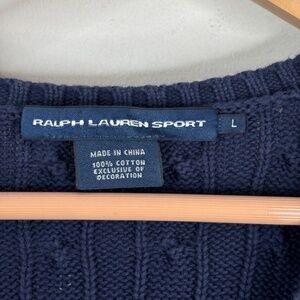 RALPH LAUREN SPORT
L
MADE IN CHINA
100% COTTON
EXCLUSIVE OF
DECORATION